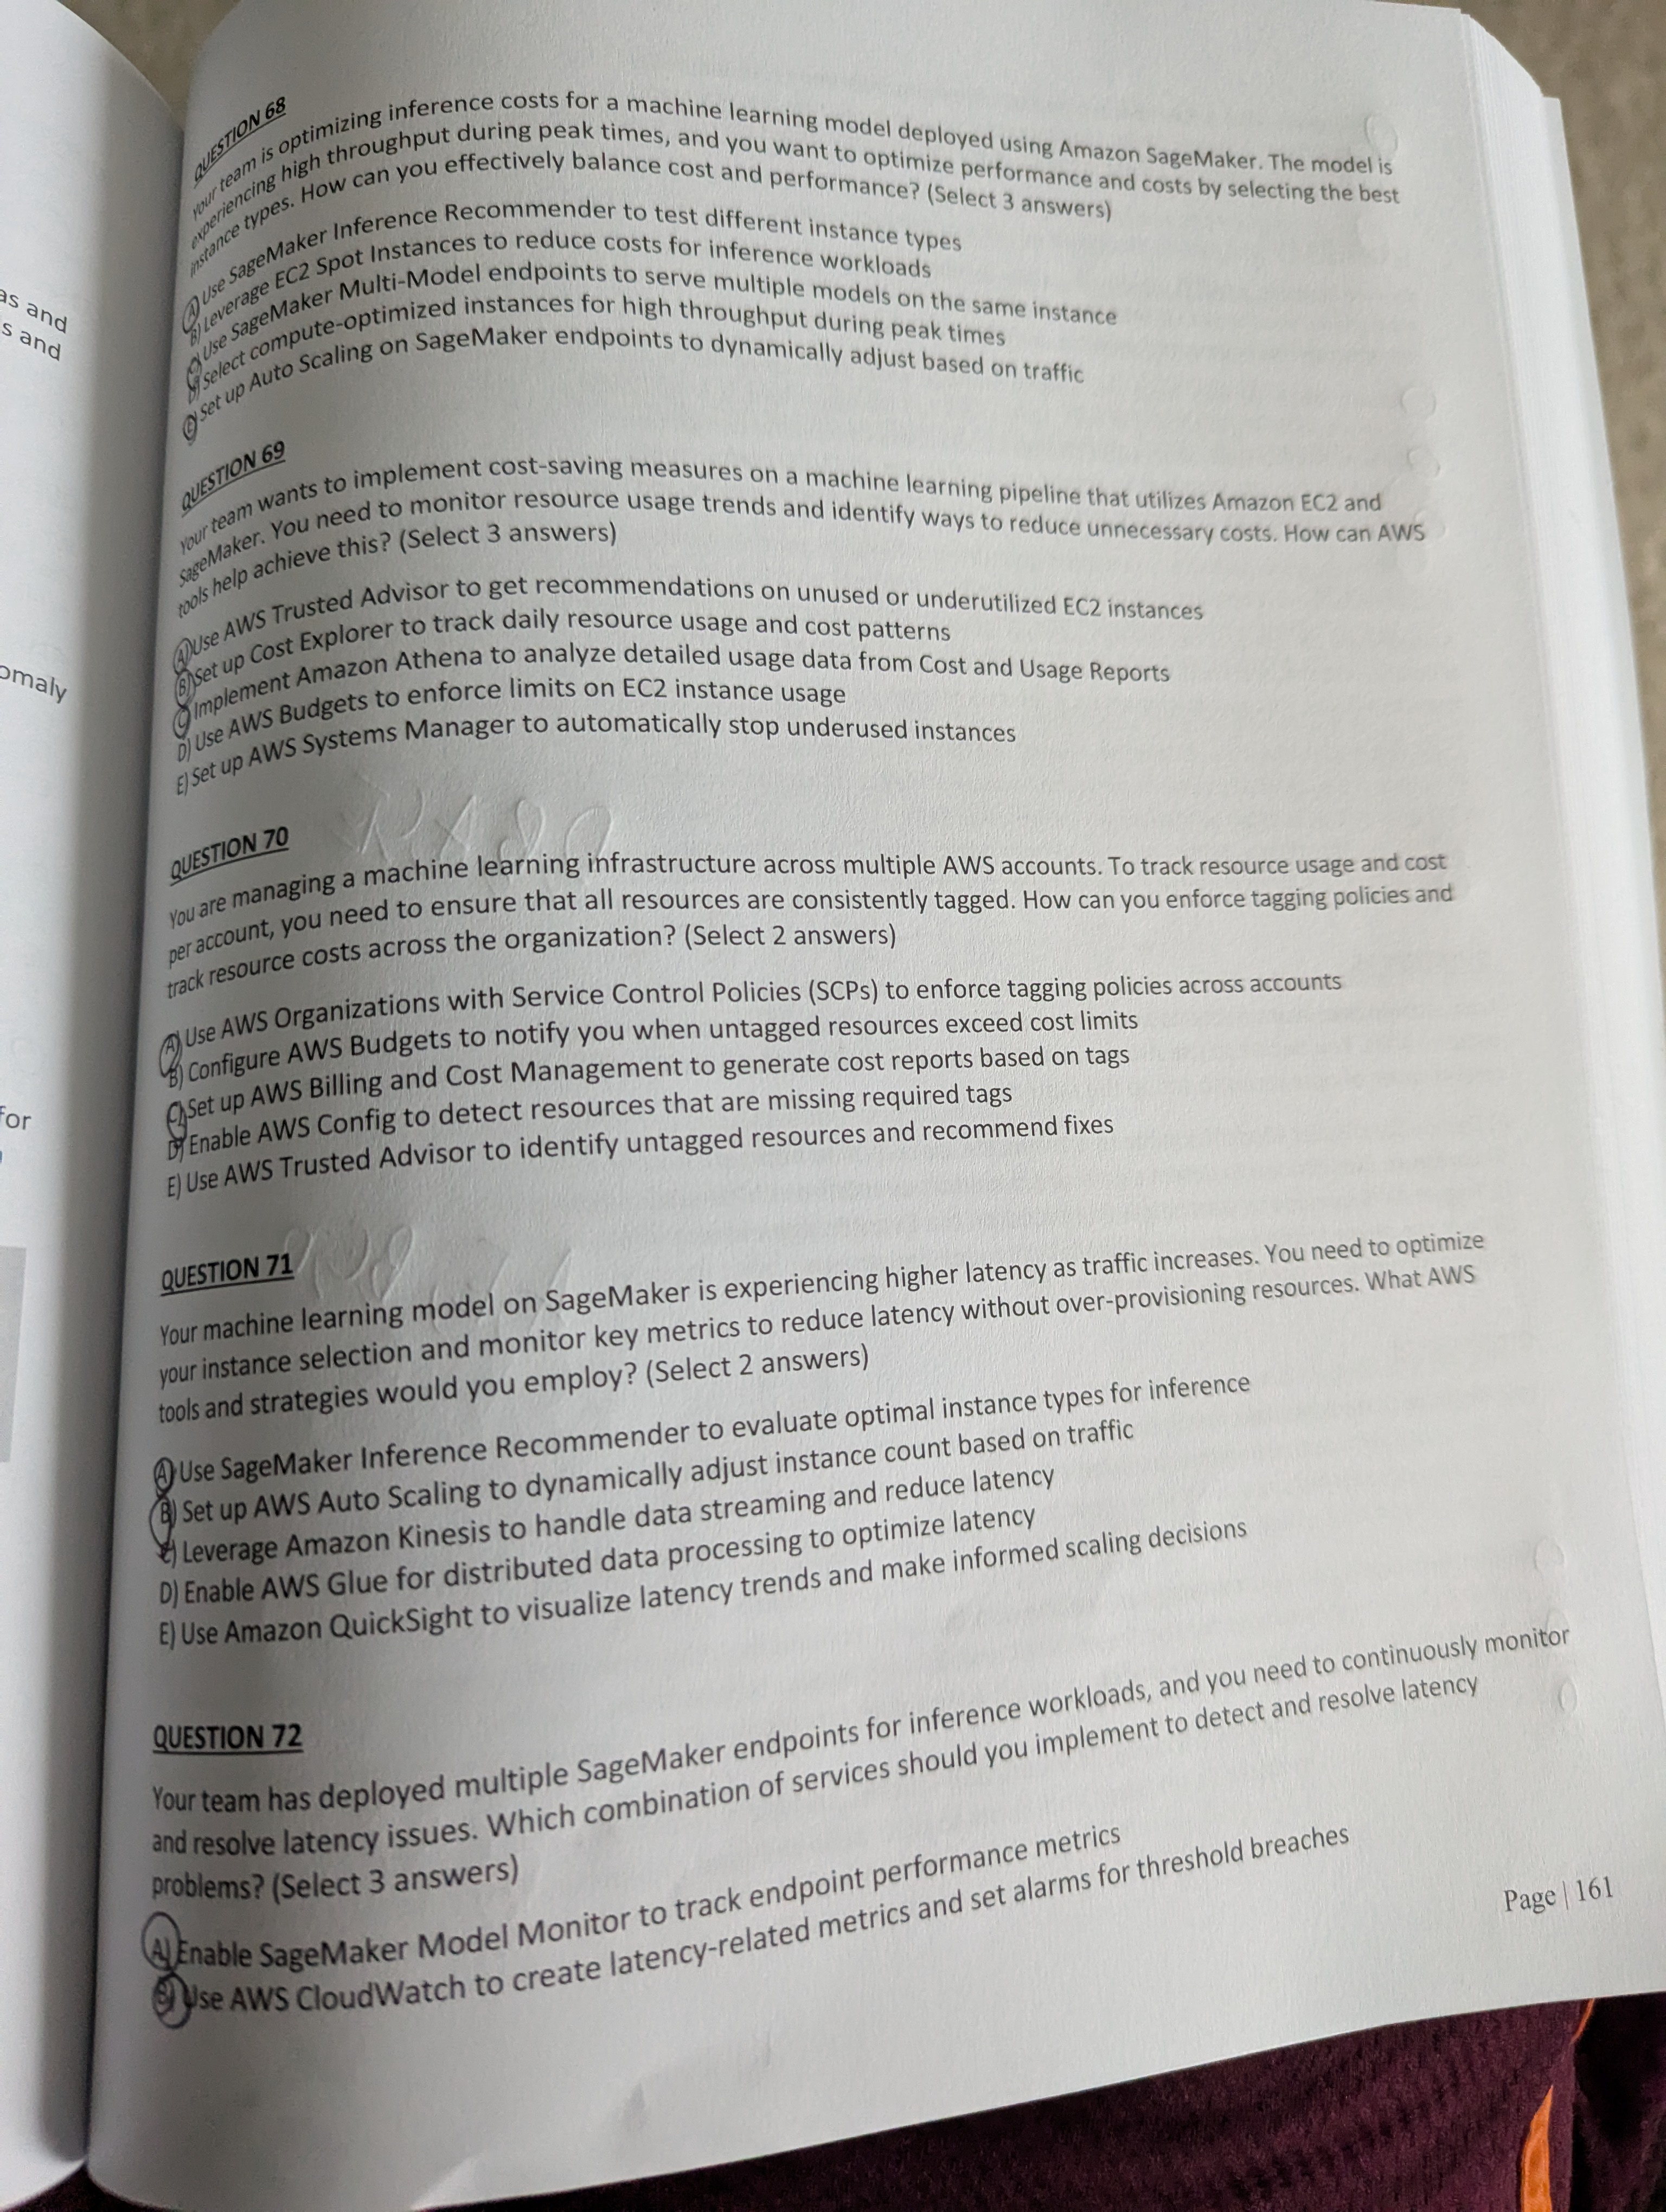 as and
s and
omaly
for
QUESTION 68
Your team is optimizing inference costs for a machine learning model deployed using Amazon SageMaker. The model is
experiencing high throughput during peak times, and you want to optimize performance and costs by selecting the best
instance types. How can you effectively balance cost and performance? (Select 3 answers)
A) Use SageMaker Inference Recommender to test different instance types
B) Leverage EC2 Spot Instances to reduce costs for inference workloads
C) Use SageMaker Multi-Model endpoints to serve multiple models on the same instance
D) Select compute-optimized instances for high throughput during peak times
E) Set up Auto Scaling on SageMaker endpoints to dynamically adjust based on traffic
QUESTION 69
Your team wants to implement cost-saving measures on a machine learning pipeline that utilizes Amazon EC2 and
SageMaker. You need to monitor resource usage trends and identify ways to reduce unnecessary costs. How can AWS
tools help achieve this? (Select 3 answers)
A) Use AWS Trusted Advisor to get recommendations on unused or underutilized EC2 instances
B) Set up Cost Explorer to track daily resource usage and cost patterns
C) Implement Amazon Athena to analyze detailed usage data from Cost and Usage Reports
D) Use AWS Budgets to enforce limits on EC2 instance usage
E) Set up AWS Systems Manager to automatically stop underused instances
QUESTION 70
You are managing a machine learning infrastructure across multiple AWS accounts. To track resource usage and cost
per account, you need to ensure that all resources are consistently tagged. How can you enforce tagging policies and
track resource costs across the organization? (Select 2 answers)
A) Use AWS Organizations with Service Control Policies (SCPs) to enforce tagging policies across accounts
B) Configure AWS Budgets to notify you when untagged resources exceed cost limits
C) Set up AWS Billing and Cost Management to generate cost reports based on tags
D) Enable AWS Config to detect resources that are missing required tags
E) Use AWS Trusted Advisor to identify untagged resources and recommend fixes
QUESTION 71
Your machine learning model on SageMaker is experiencing higher latency as traffic increases. You need to optimize
your instance selection and monitor key metrics to reduce latency without over-provisioning resources. What AWS
tools and strategies would you employ? (Select 2 answers)
A) Use SageMaker Inference Recommender to evaluate optimal instance types for inference
B) Set up AWS Auto Scaling to dynamically adjust instance count based on traffic
C) Leverage Amazon Kinesis to handle data streaming and reduce latency
D) Enable AWS Glue for distributed data processing to optimize latency
E) Use Amazon QuickSight to visualize latency trends and make informed scaling decisions
QUESTION 72
Your team has deployed multiple SageMaker endpoints for inference workloads, and you need to continuously monitor
and resolve latency issues. Which combination of services should you implement to detect and resolve latency
problems? (Select 3 answers)
A) Enable SageMaker Model Monitor to track endpoint performance metrics
B) Use AWS CloudWatch to create latency-related metrics and set alarms for threshold breaches
Page | 161